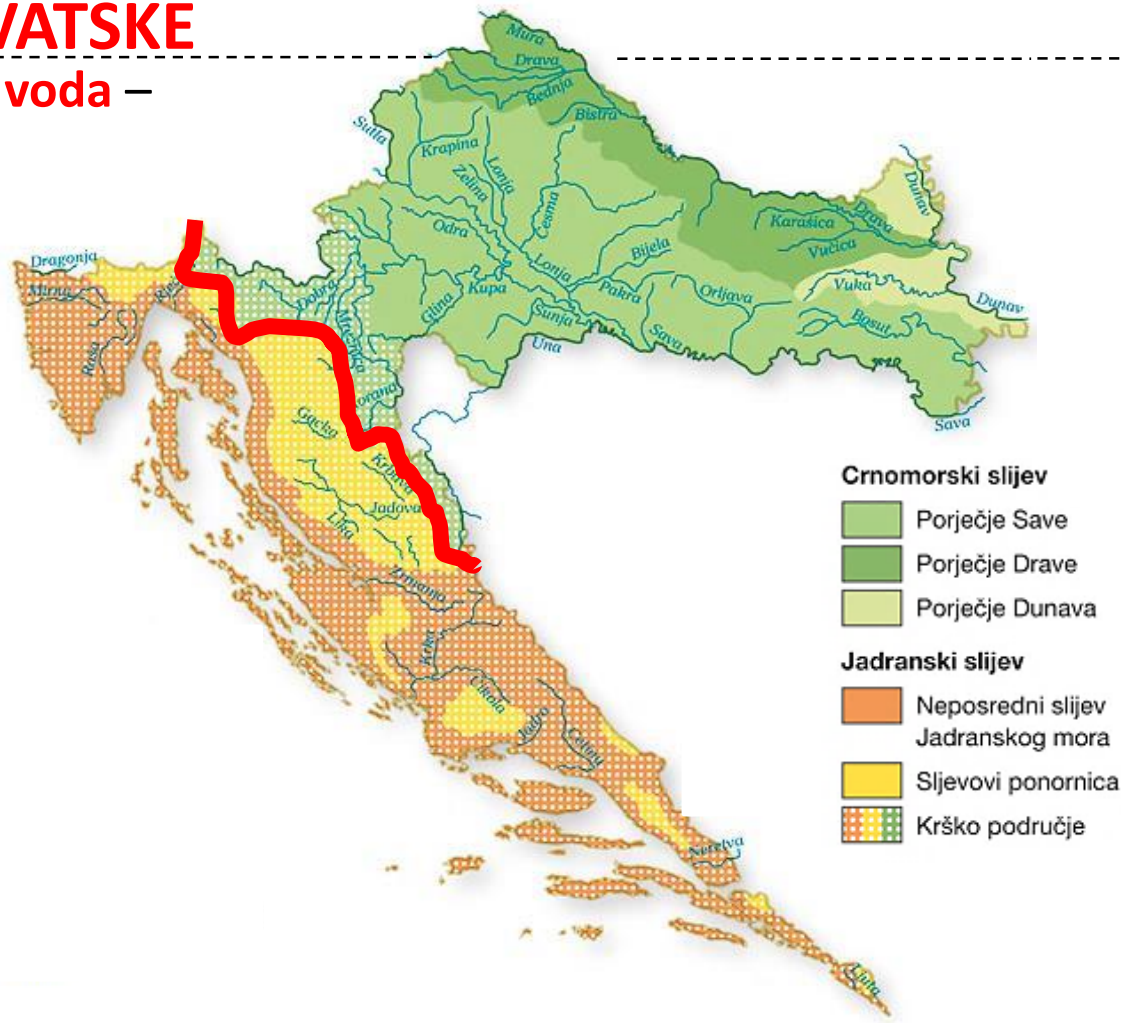 VATSKE
voda –
Mura
Drava
Bednja
Bistra
Sutla
Krapina
Lonja
Zelina
Česma
Odra
Dunav
Drava
Karašica
Vučica
Bijela
Dragonja
Mirna
Raša
Dobra
Mrežnica
Kupa
Glina
Lonja
Sunja
Pakra
Orljava
Vuka
Dunav
Bosut
Una
Sava
Sava
orana
Gacka
Krbava
Jadova
Lika
Zrmanja
Krka
Čikola
Jadro
Cetina
Neretva
Ljuta
Crnomorski slijev
Porječje Save
Porječje Drave
Porječje Dunava
Jadranski slijev
Neposredni slijev
Jadranskog mora
Sljevovi ponornica
Krško područje